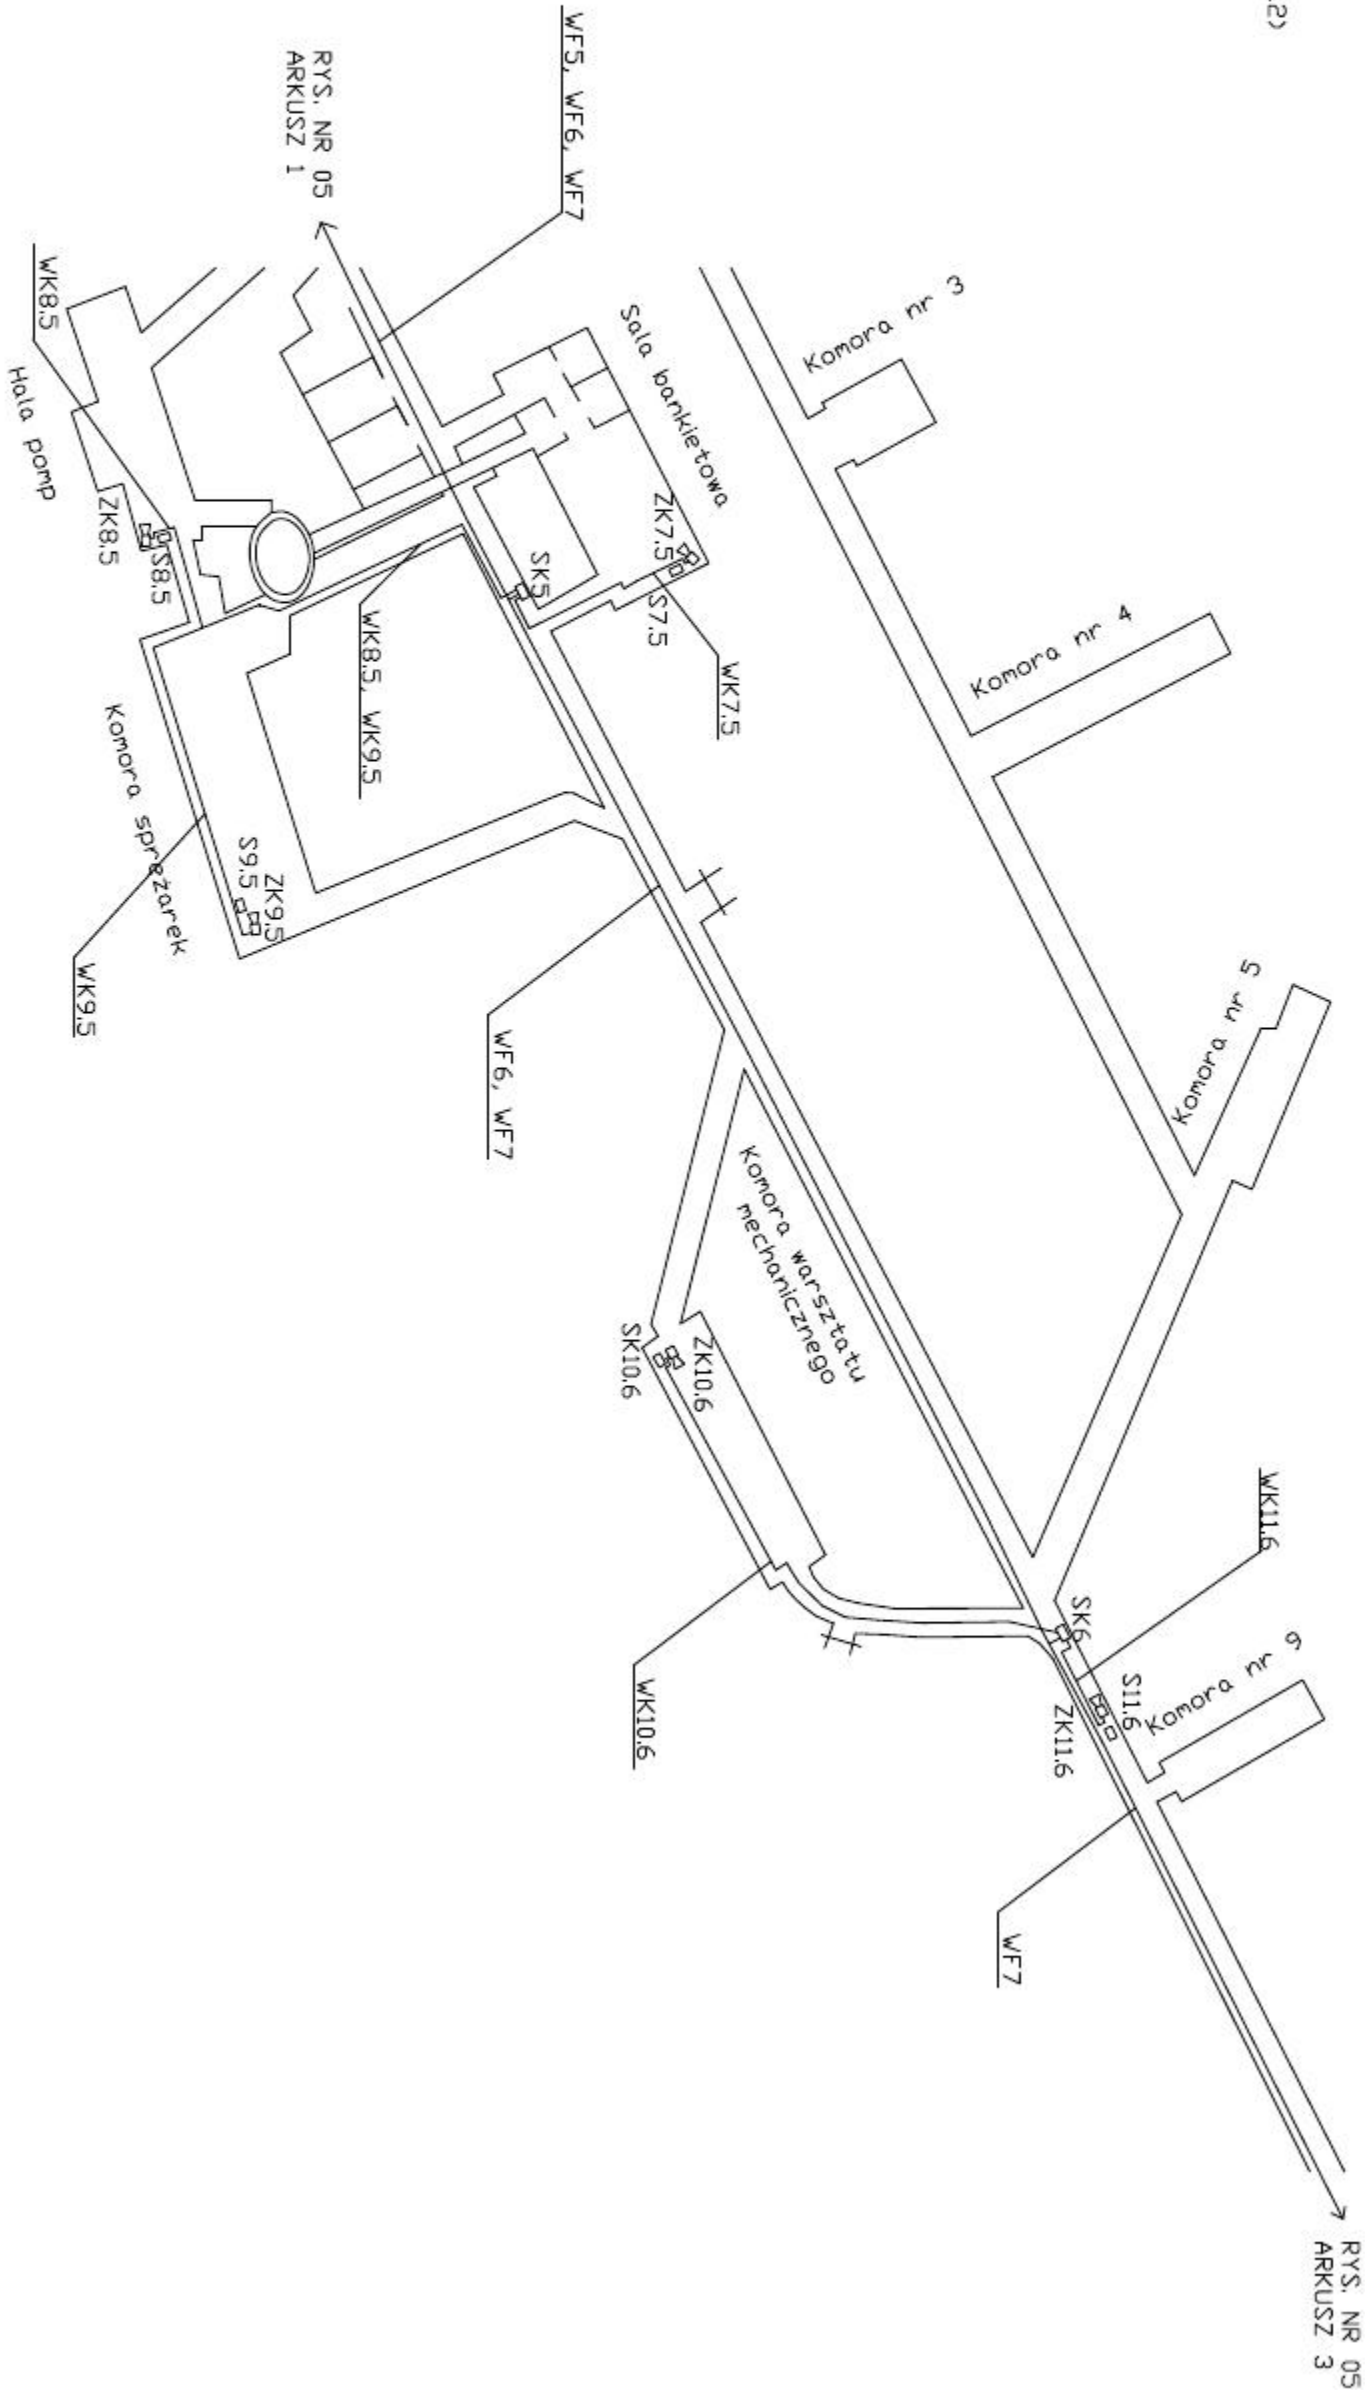 2)
WF5, WF6, WF7
RYS. NR 05
ARKUSZ 1
WK8.5
Hala pomp
ZK8.5
S8.5
Sala bankietowa
ZK7.5
S7.5
WK7.5
SK5
WK8.5, WK9.5
Komora sprężarek
S9.5
ZK9.5
WK9.5
Komora nr 3
Komora nr 4
Komora nr 5
WF6, WF7
Komora warsztatu
mechanicznego
SK10.6
ZK10.6
WK10.6
WK11.6
SK6
S11.6
ZK11.6
Komora nr 9
WF7
RYS. NR 05
ARKUSZ 3